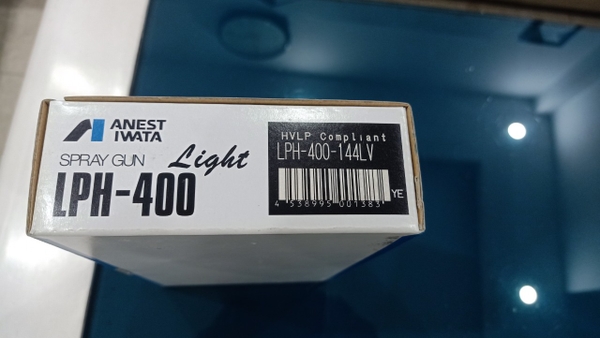 ANEST
IWATA
SPRAY GUN Light
LPH-400
HVLP Compliant
LPH-400-144LV
YE
4 538995 001383